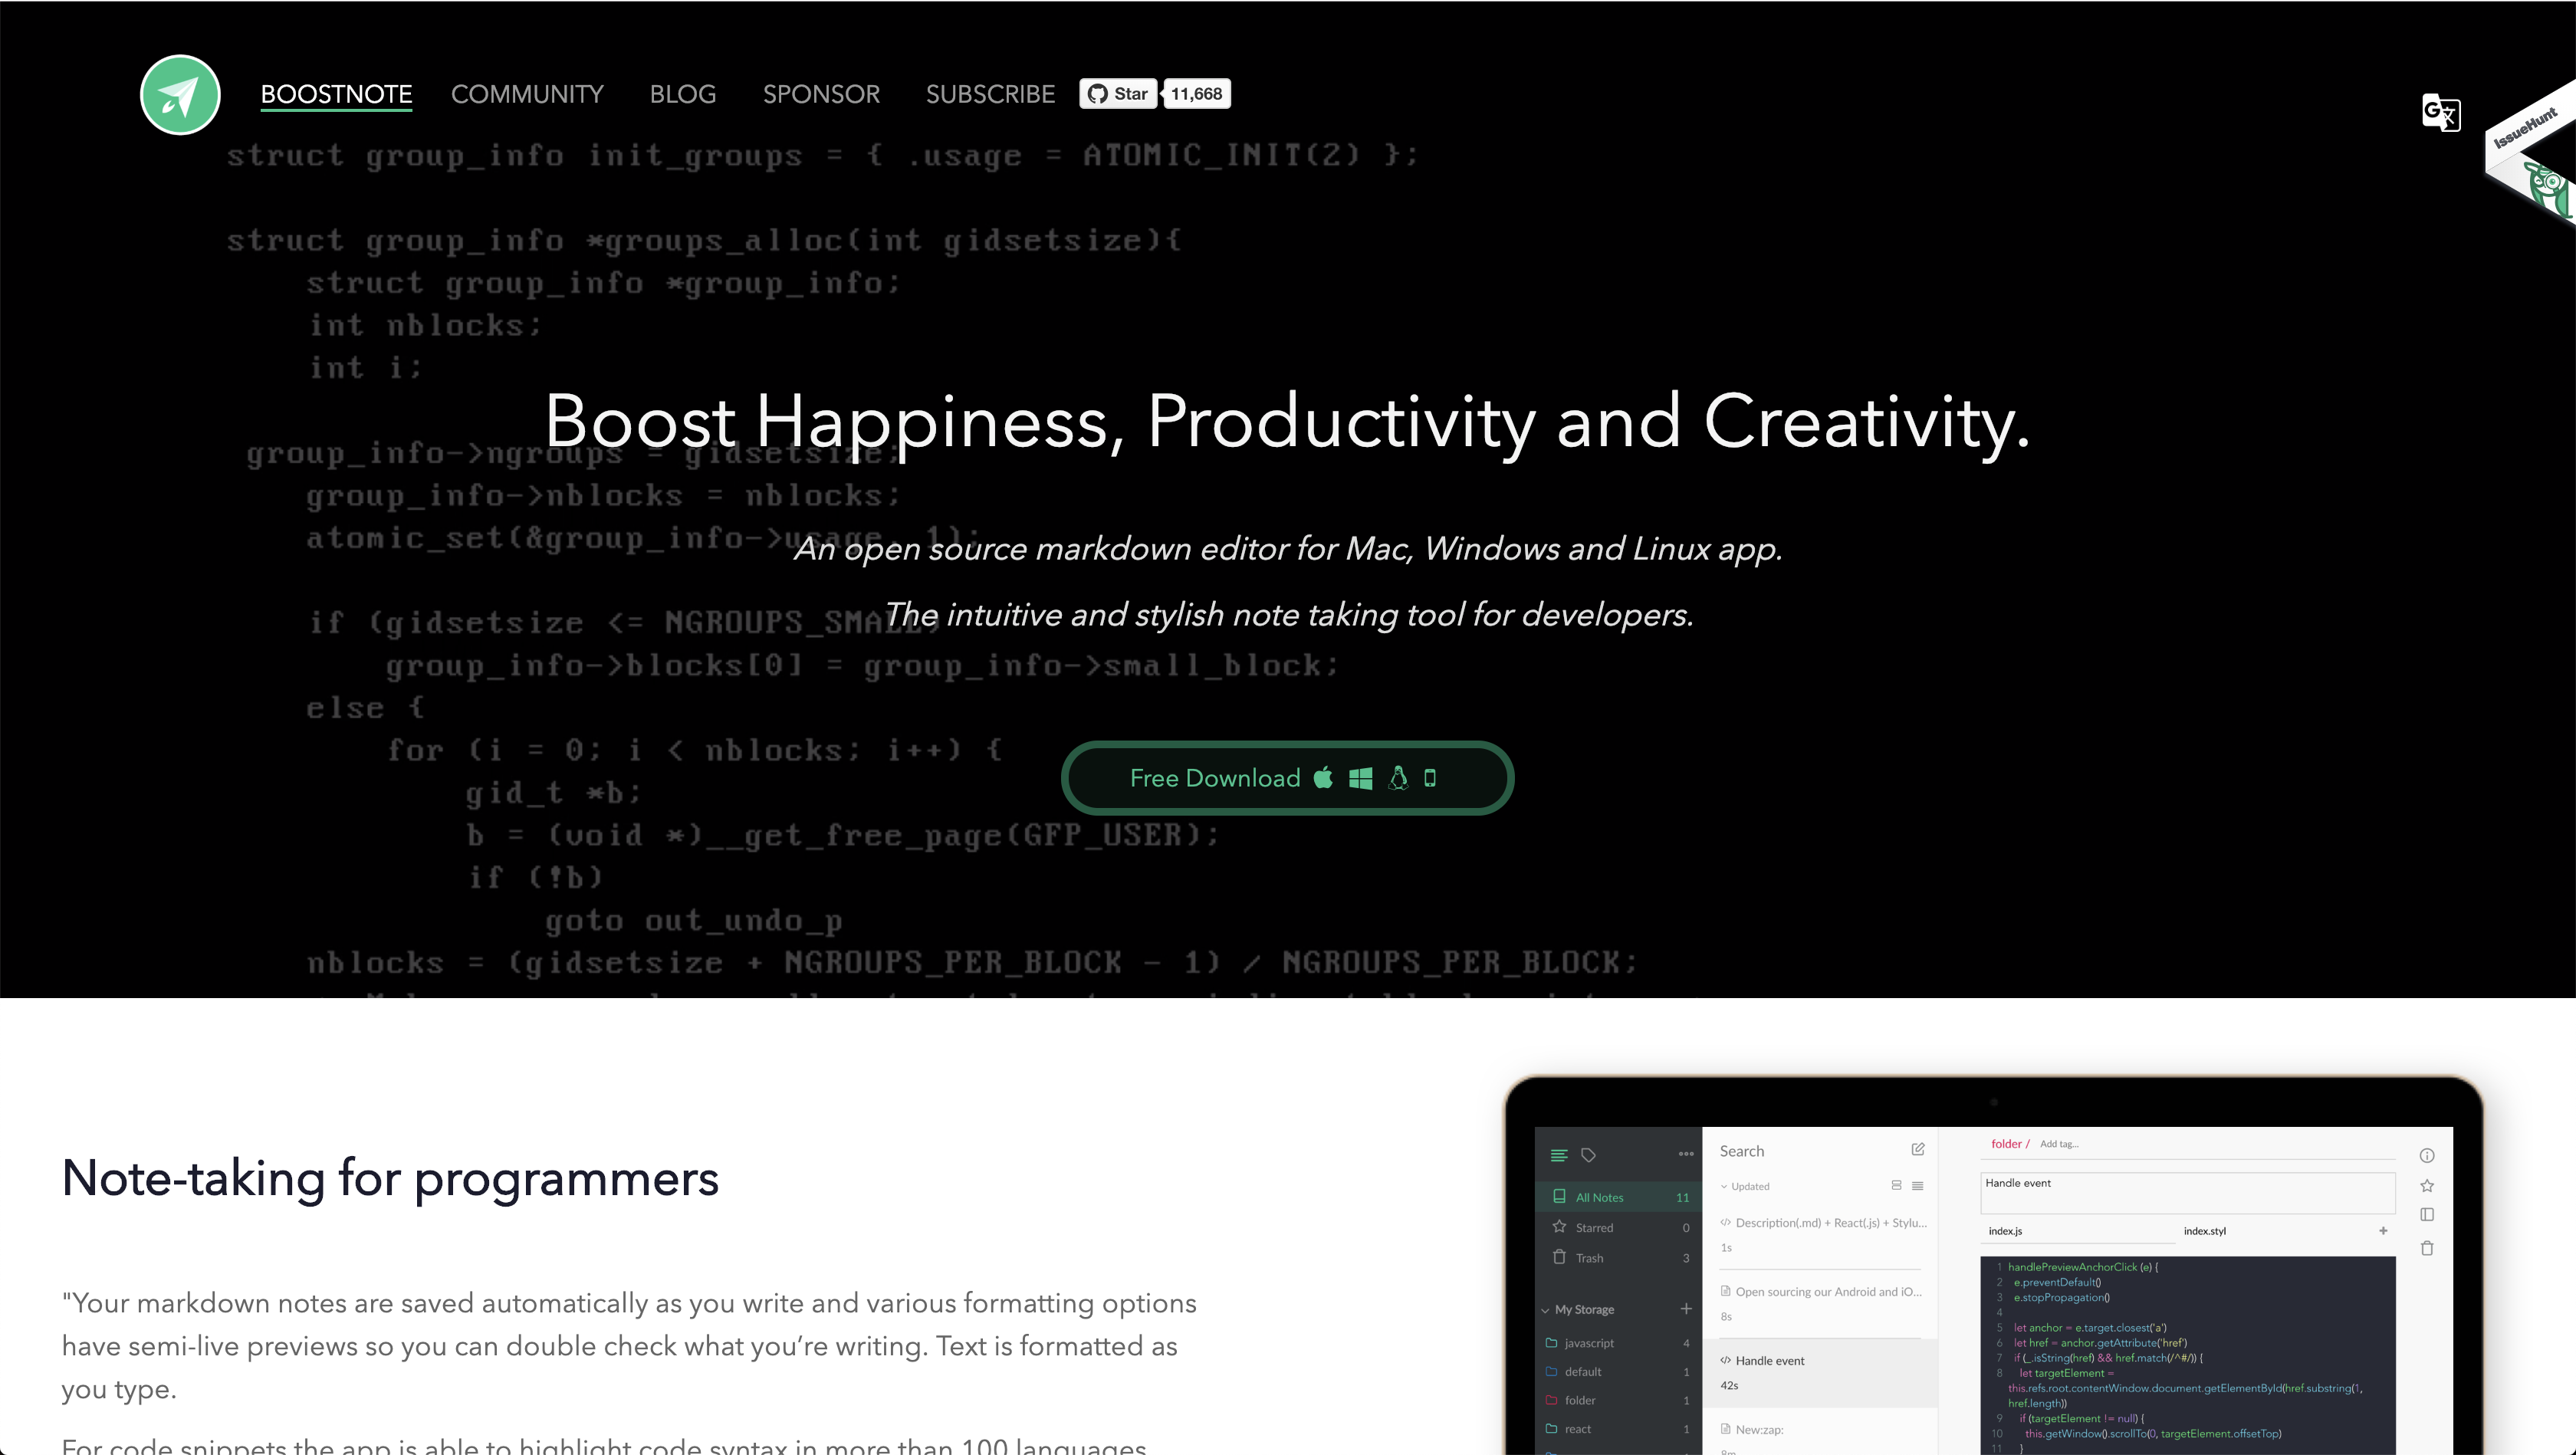 BOOSTNOTE COMMUNITY BLOG SPONSOR SUBSCRIBE Star 11,668
IssueHunt
struct group_info init_groups = { .usage = ATOMIC_INIT(2) };
struct group_info *groups_alloc(int gidsetsize){
struct group_info *group_info;
int nblocks;
int i;
Boost Happiness, Productivity and Creativity.
group_info->ngroups = gidsetsize;
group_info->nblocks = nblocks;
atomic_set(&group_info->usage, 1);
An open source markdown editor for Mac, Windows and Linux app.
The intuitive and stylish note taking tool for developers.
if (gidsetsize <= NGROUPS_SMALL)
group_info->blocks[0] = group_info->small_block;
else {
for (i = 0; i < nblocks; i++) {
Free Download
gid_t *b;
b = (void *)__get_free_page(GFP_USER);
if (!b)
goto out_undo_p
nblocks = (gidsetsize + NGROUPS_PER_BLOCK - 1) / NGROUPS_PER_BLOCK;
Note-taking for programmers
"Your markdown notes are saved automatically as you write and various formatting options
have semi-live previews so you can double check what you’re writing. Text is formatted as
you type.
For code snippets the app is able to highlight code syntax in more than 100 languages
All Notes 11
Starred 0
Trash 3
My Storage
javascript 4
default 1
folder 1
react 1
Search
Updated
Description(.md) + React(.js) + Stylu...
1s
Open sourcing our Android and iO...
8s
Handle event
42s
New:zap:
8m
folder / Add tag...
Handle event
index.js index.styl
1 handlePreviewAnchorClick (e) {
2 e.preventDefault()
3 e.stopPropagation()
4
5 let anchor = e.target.closest('a')
6 let href = anchor.getAttribute('href')
7 if (_.isString(href) && href.match(/^#/)) {
8 let targetElement =
this.refs.root.contentWindow.document.getElementById(href.substring(1,
href.length))
9 if (targetElement != null) {
10 this.getWindow().scrollTo(0, targetElement.offsetTop)
11 }